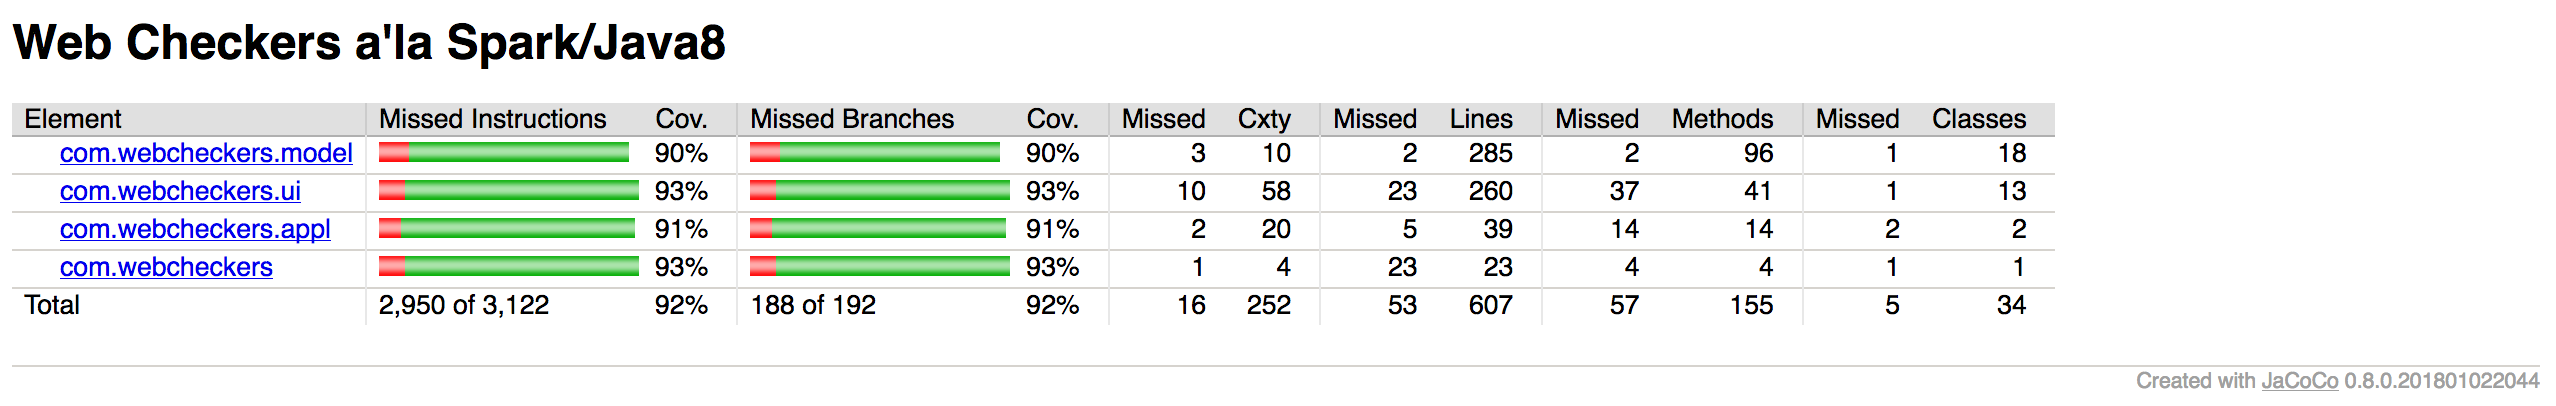 Web Checkers a'la Spark/Java8
Element Missed Instructions Cov. Missed Branches Cov. Missed Cxty Missed Lines Missed Methods Missed Classes
com.webcheckers.model 90% 90% 3 10 2 285 2 96 1 18
com.webcheckers.ui 93% 93% 10 58 23 260 37 41 1 13
com.webcheckers.appl 91% 91% 2 20 5 39 14 14 2 2
com.webcheckers 93% 93% 1 4 23 23 4 4 1 1
Total 2,950 of 3,122 92% 188 of 192 92% 16 252 53 607 57 155 5 34
Created with JaCoCo 0.8.0.201801022044